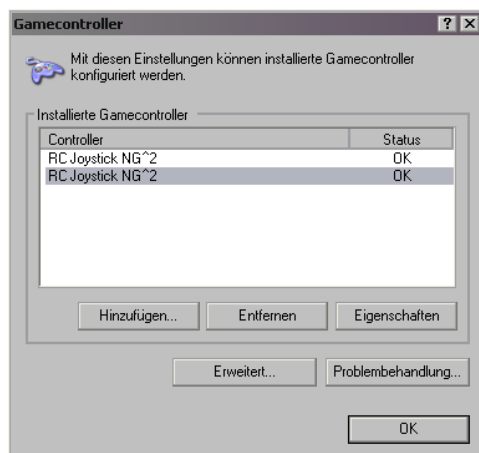 Gamecontroller
Mit diesen Einstellungen können installierte Gamecontroller
konfiguriert werden.
Installierte Gamecontroller
Controller Status
RC Joystick NG^2 OK
RC Joystick NG^2 OK
Hinzufügen... Entfernen Eigenschaften
Erweitert... Problembehandlung...
OK